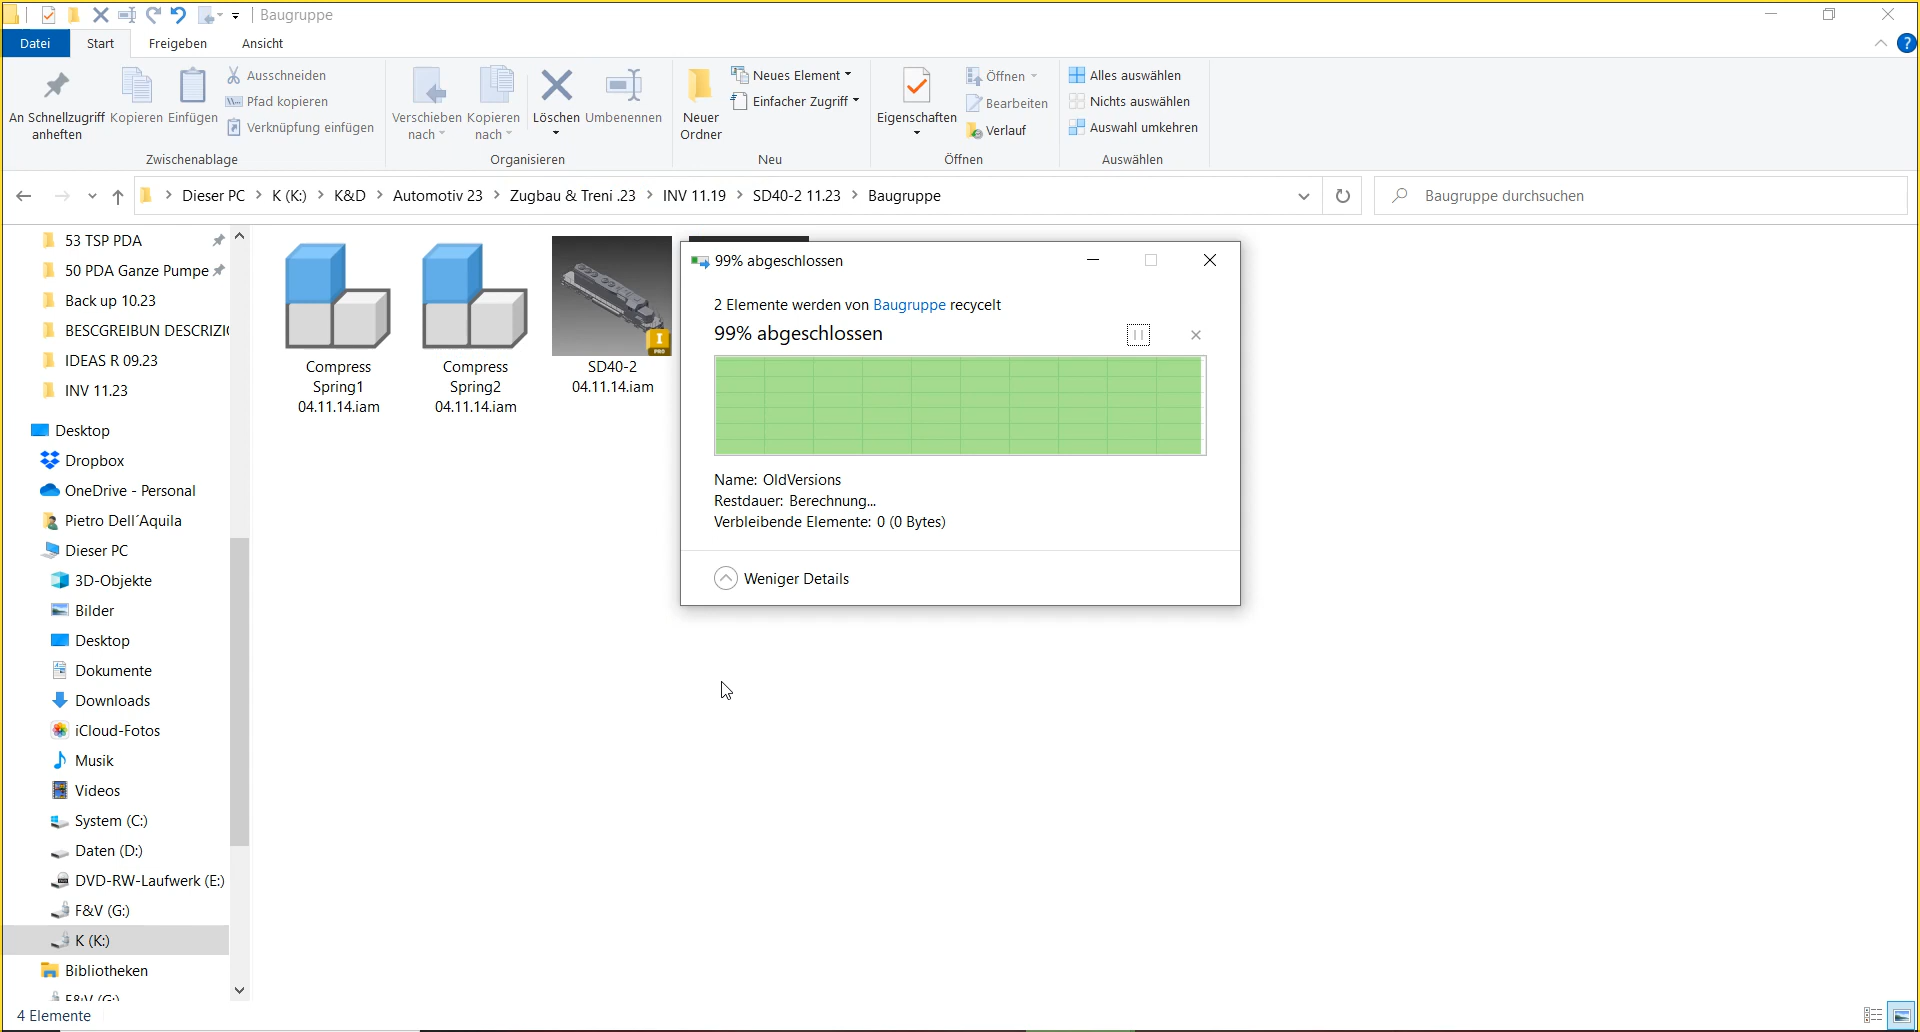 Baugruppe
Datei
Start
Freigeben
Ansicht
?
An Schnellzugriff
anheften
Kopieren
Einfügen
Ausschneiden
Pfad kopieren
Verknüpfung einfügen
Zwischenablage
Verschieben
nach
Kopieren
nach
Löschen
Umbenennen
Organisieren
Neuer
Ordner
Neues Element
Einfacher Zugriff
Neu
Eigenschaften
Öffnen
Bearbeiten
Verlauf
Öffnen
Alles auswählen
Nichts auswählen
Auswahl umkehren
Auswählen
Dieser PC > K (K:) > K&D > Automotiv 23 > Zugbau & Treni .23 > INV 11.19 > SD40-2 11.23 > Baugruppe
Baugruppe durchsuchen
53 TSP PDA
50 PDA Ganze Pumpe
Back up 10.23
BESCGREIBUN DESCRIZI
IDEAS R 09.23
INV 11.23
Desktop
Dropbox
OneDrive - Personal
Pietro Dell´Aquila
Dieser PC
3D-Objekte
Bilder
Desktop
Dokumente
Downloads
iCloud-Fotos
Musik
Videos
System (C:)
Daten (D:)
DVD-RW-Laufwerk (E:)
F&V (G:)
K (K:)
Bibliotheken
F&V (G:)
Compress
Spring1
04.11.14.iam
Compress
Spring2
04.11.14.iam
I
PRO
SD40-2
04.11.14.iam
99% abgeschlossen
2 Elemente werden von Baugruppe recycelt
99% abgeschlossen
Name: OldVersions
Restdauer: Berechnung...
Verbleibende Elemente: 0 (0 Bytes)
Weniger Details
4 Elemente